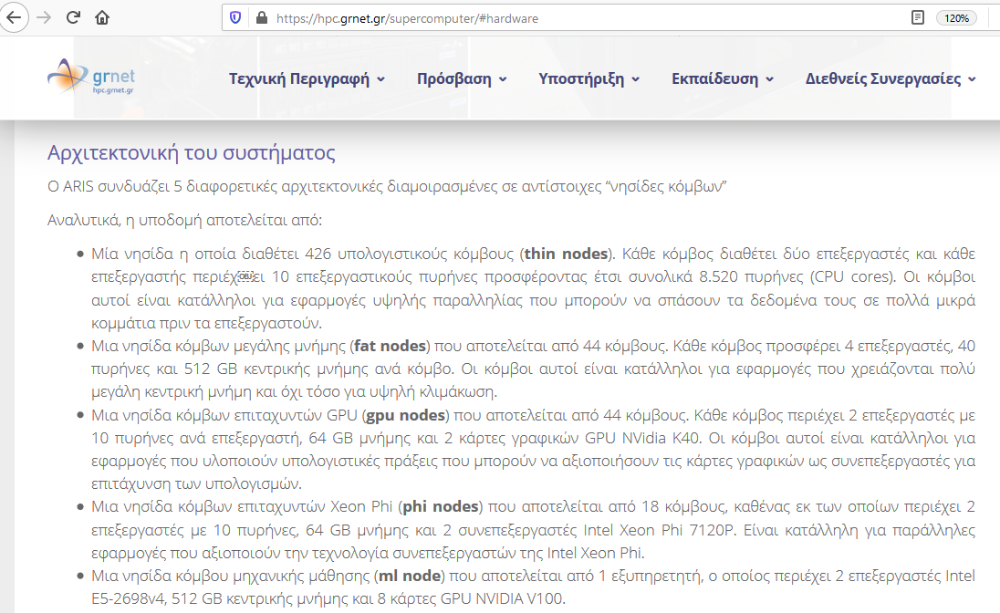 https://hpc.grnet.gr/supercomputer/#hardware
120%
grnet
hpc.grnet.gr
Τεχνική Περιγραφή
Πρόσβαση
Υποστήριξη
Εκπαίδευση
Διεθνείς Συνεργασίες
Αρχιτεκτονική του συστήματος
Ο ARIS συνδυάζει 5 διαφορετικές αρχιτεκτονικές διαμοιρασμένες σε αντίστοιχες “νησίδες κόμβων”
Αναλυτικά, η υποδομή αποτελείται από:
• Μία νησίδα η οποία διαθέτει 426 υπολογιστικούς κόμβους (thin nodes). Κάθε κόμβος διαθέτει δύο επεξεργαστές και κάθε
επεξεργαστής περιέχ￼ει 10 επεξεργαστικούς πυρήνες προσφέροντας έτσι συνολικά 8.520 πυρήνες (CPU cores). Οι κόμβοι
αυτοί είναι κατάλληλοι για εφαρμογές υψηλής παραλληλίας που μπορούν να σπάσουν τα δεδομένα τους σε πολλά μικρά
κομμάτια πριν τα επεξεργαστούν.
• Μια νησίδα κόμβων μεγάλης μνήμης (fat nodes) που αποτελείται από 44 κόμβους. Κάθε κόμβος προσφέρει 4 επεξεργαστές, 40
πυρήνες και 512 GB κεντρικής μνήμης ανά κόμβο. Οι κόμβοι αυτοί είναι κατάλληλοι για εφαρμογές που χρειάζονται πολύ
μεγάλη κεντρική μνήμη και όχι τόσο για υψηλή κλιμάκωση.
• Μια νησίδα κόμβων επιταχυντών GPU (gpu nodes) που αποτελείται από 44 κόμβους. Κάθε κόμβος περιέχει 2 επεξεργαστές με
10 πυρήνες ανά επεξεργαστή, 64 GB μνήμης και 2 κάρτες γραφικών GPU NVidia K40. Οι κόμβοι αυτοί είναι κατάλληλοι για
εφαρμογές που υλοποιούν υπολογιστικές πράξεις που μπορούν να αξιοποιήσουν τις κάρτες γραφικών ως συνεπεξεργαστές για
επιτάχυνση των υπολογισμών.
• Μια νησίδα κόμβων επιταχυντών Xeon Phi (phi nodes) που αποτελείται από 18 κόμβους, καθένας εκ των οποίων περιέχει 2
επεξεργαστές με 10 πυρήνες, 64 GB μνήμης και 2 συνεπεξεργαστές Intel Xeon Phi 7120P. Είναι κατάλληλη για παράλληλες
εφαρμογές που αξιοποιούν την τεχνολογία συνεπεξεργαστών της Intel Xeon Phi.
• Μια νησίδα κόμβου μηχανικής μάθησης (ml node) που αποτελείται από 1 εξυπηρετητή, ο οποίος περιέχει 2 επεξεργαστές Intel
E5-2698v4, 512 GB κεντρικής μνήμης και 8 κάρτες GPU NVIDIA V100.